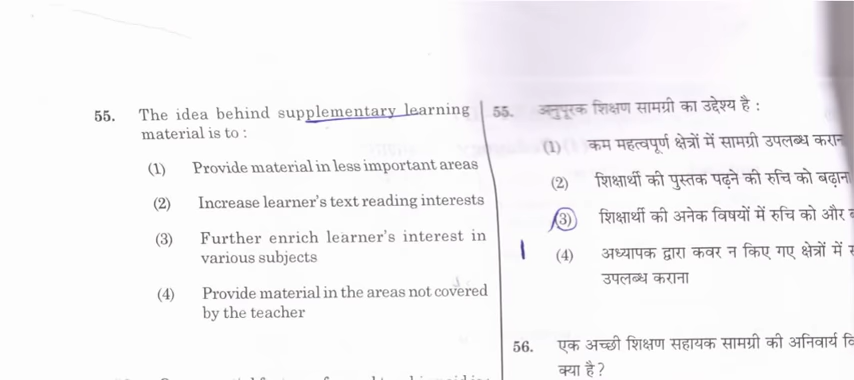 55. The idea behind supplementary learning
material is to :
(1) Provide material in less important areas
(2) Increase learner's text reading interests
(3) Further enrich learner's interest in
various subjects
(4) Provide material in the areas not covered
by the teacher
55. अनुपूरक शिक्षण सामग्री का उद्देश्य है :
(1) कम महत्वपूर्ण क्षेत्रों में सामग्री उपलब्ध कराना
(2) शिक्षार्थी की पुस्तक पढ़ने की रुचि को बढ़ाना
(3) शिक्षार्थी की अनेक विषयों में रुचि को और
(4) अध्यापक द्वारा कवर न किए गए क्षेत्रों में
उपलब्ध कराना
56. एक अच्छी शिक्षण सहायक सामग्री की अनिवार्य
क्या है?